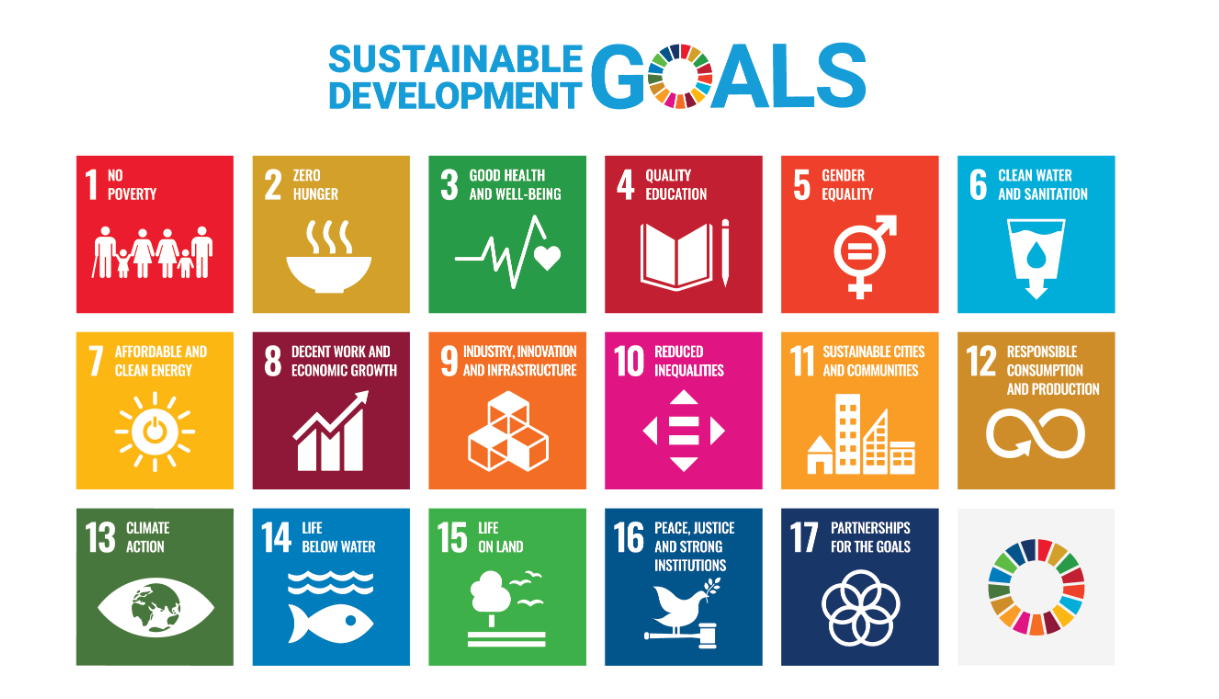 SUSTAINABLE
DEVELOPMENT
GOALS
1 NO
POVERTY
2 ZERO
HUNGER
3 GOOD HEALTH
AND WELL-BEING
4 QUALITY
EDUCATION
5 GENDER
EQUALITY
6 CLEAN WATER
AND SANITATION
7 AFFORDABLE AND
CLEAN ENERGY
8 DECENT WORK AND
ECONOMIC GROWTH
9 INDUSTRY, INNOVATION
AND INFRASTRUCTURE
10 REDUCED
INEQUALITIES
11 SUSTAINABLE CITIES
AND COMMUNITIES
12 RESPONSIBLE
CONSUMPTION
AND PRODUCTION
13 CLIMATE
ACTION
14 LIFE
BELOW WATER
15 LIFE
ON LAND
16 PEACE, JUSTICE
AND STRONG
INSTITUTIONS
17 PARTNERSHIPS
FOR THE GOALS